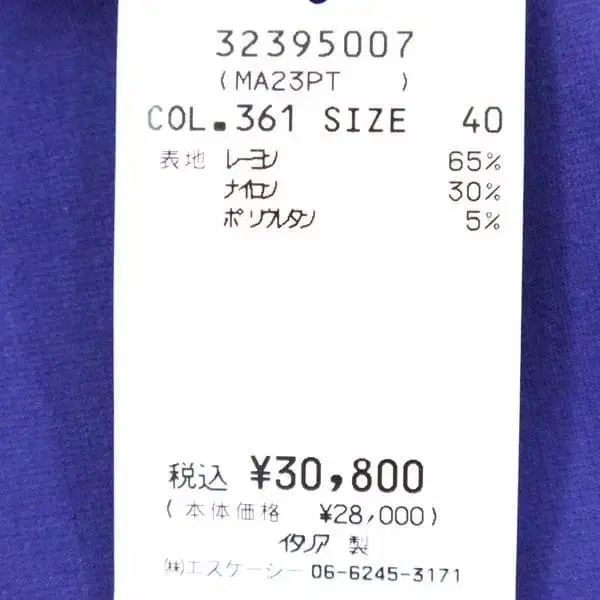 32395007
(MA23PT )
COL.361 SIZE 40
表地 レーヨン 65%
ナイロン 30%
ポリウレタン 5%
税込 ¥30,800
(本体価格 ¥28,000)
イタリア 製
㈱エスケーシー 06-6245-3171